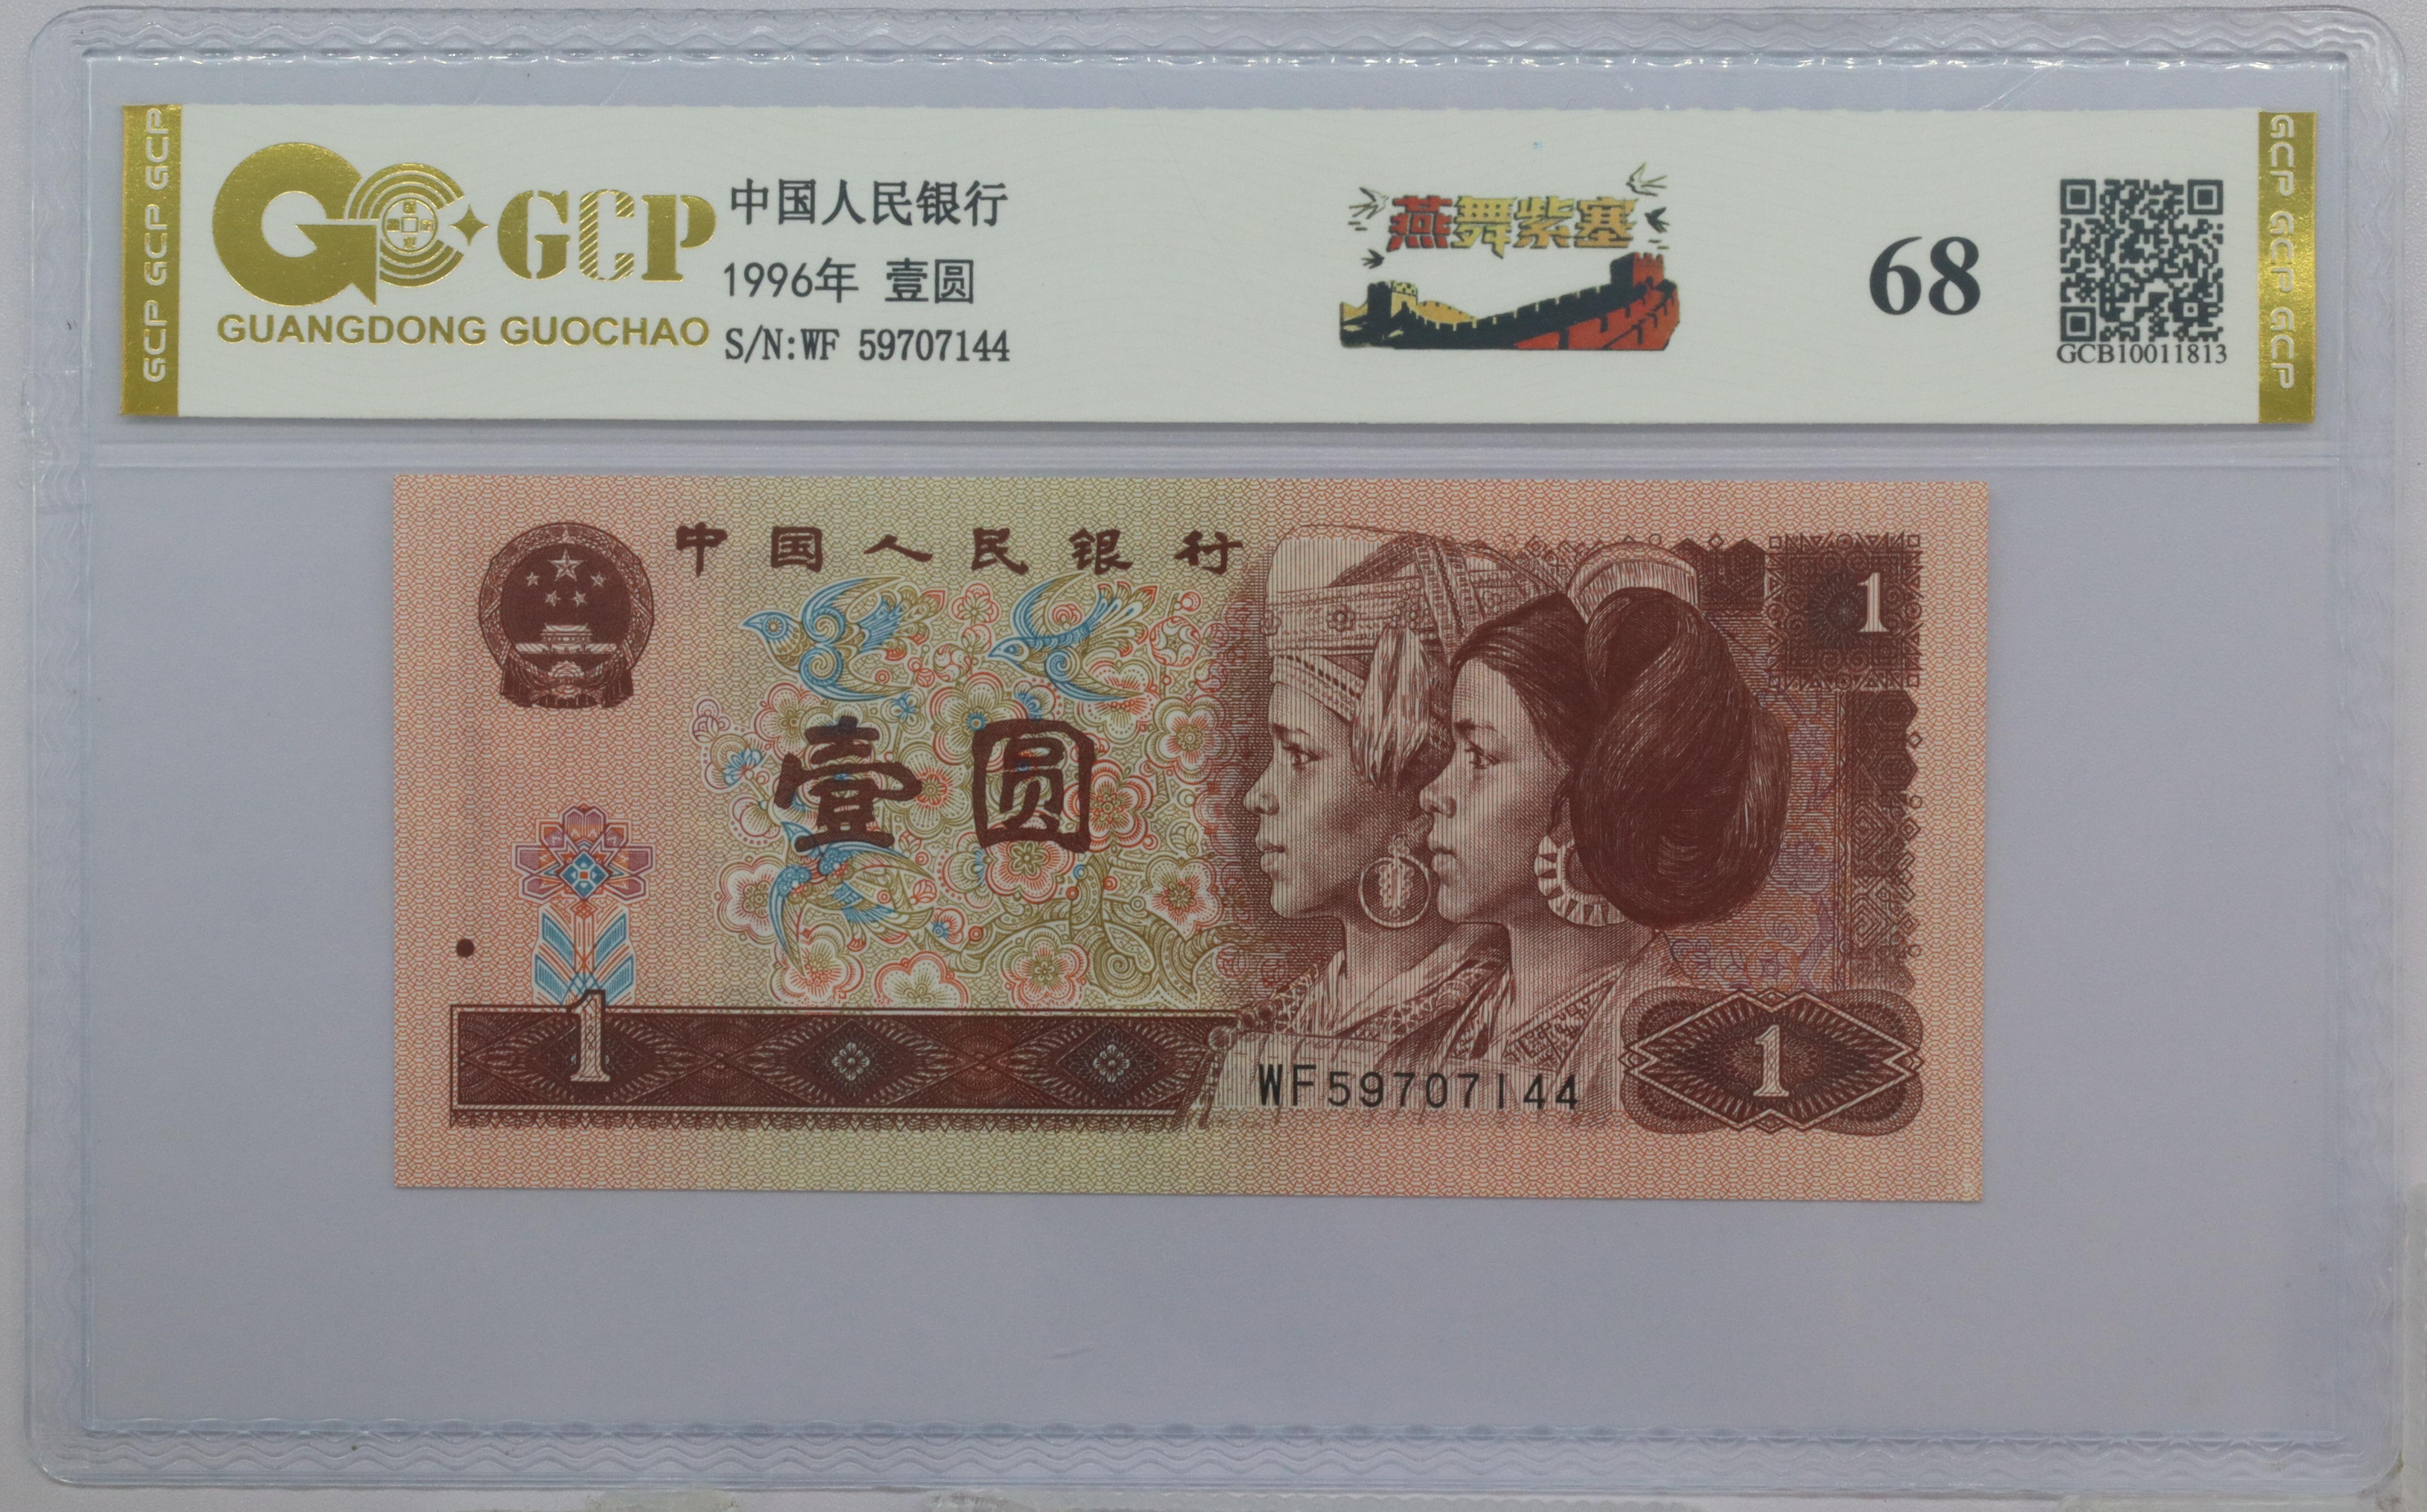 GCP GCP GCP
GCP
GUANGDONG GUOCHAO
中国人民银行
1996年 壹圆
S/N:WF 59707144
燕舞紫塞
68
GCB10011813
GCP GCP GCP
中国人民银行
1
壹圆
1
WF59707144
1